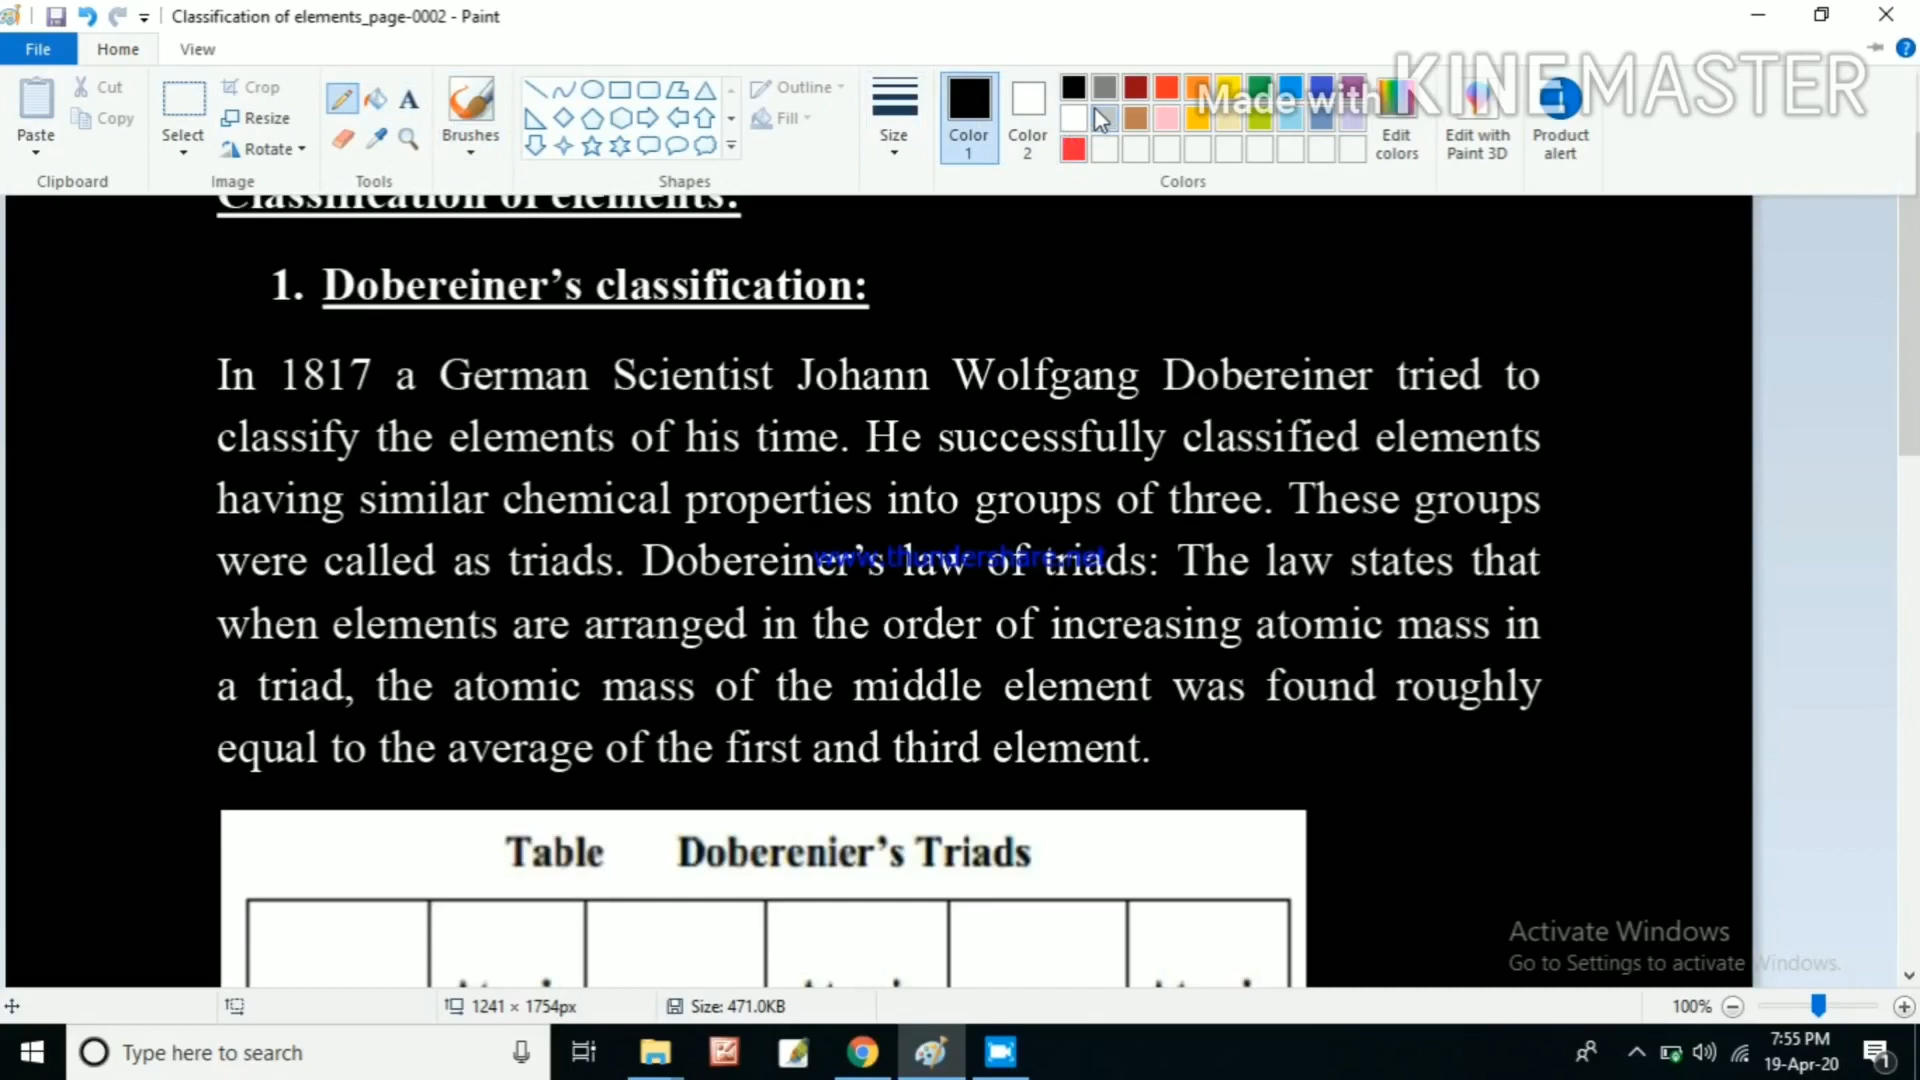 Classification of elements_page-0002 - Paint
File Home View
Paste
Cut
Copy
Clipboard
Select
Crop
Resize
Rotate
Image
A
Tools
Brushes
Outline
Fill
Shapes
Size
Color 1
Color 2
Edit colors
Edit with Paint 3D
Product alert
Colors
Made with KINEMASTER
Classification of elements:
1. Dobereiner’s classification:
In 1817 a German Scientist Johann Wolfgang Dobereiner tried to
classify the elements of his time. He successfully classified elements
having similar chemical properties into groups of three. These groups
were called as triads. Dobereiner’s law of triads: The law states that
www.thundershare.net
when elements are arranged in the order of increasing atomic mass in
a triad, the atomic mass of the middle element was found roughly
equal to the average of the first and third element.
Table Doberenier’s Triads
Activate Windows
Go to Settings to activate Windows.
1241 × 1754px
Size: 471.0KB
100%
Type here to search
7:55 PM
19-Apr-20
1